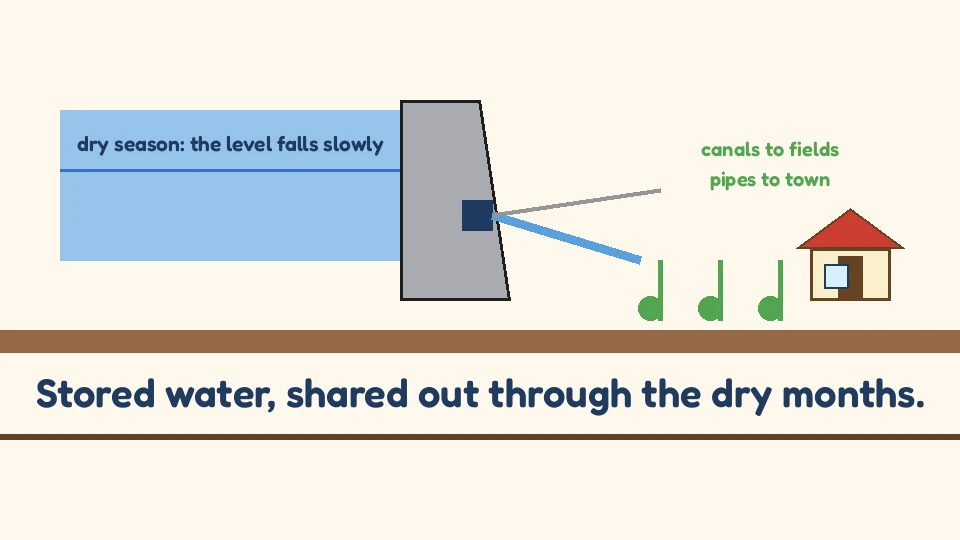 dry season: the level falls slowly
canals to fields
pipes to town
Stored water, shared out through the dry months.